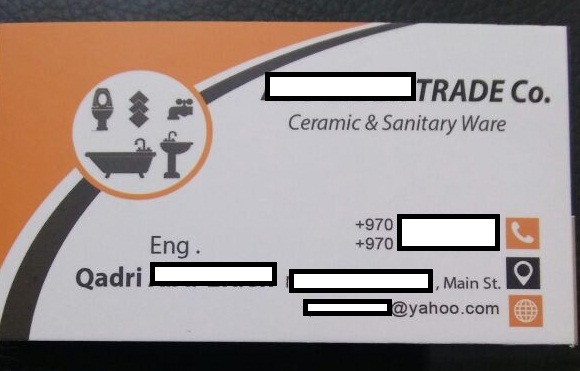 TRADE Co.
Ceramic & Sanitary Ware
+970
+970
Eng .
Qadri
, Main St.
@yahoo.com